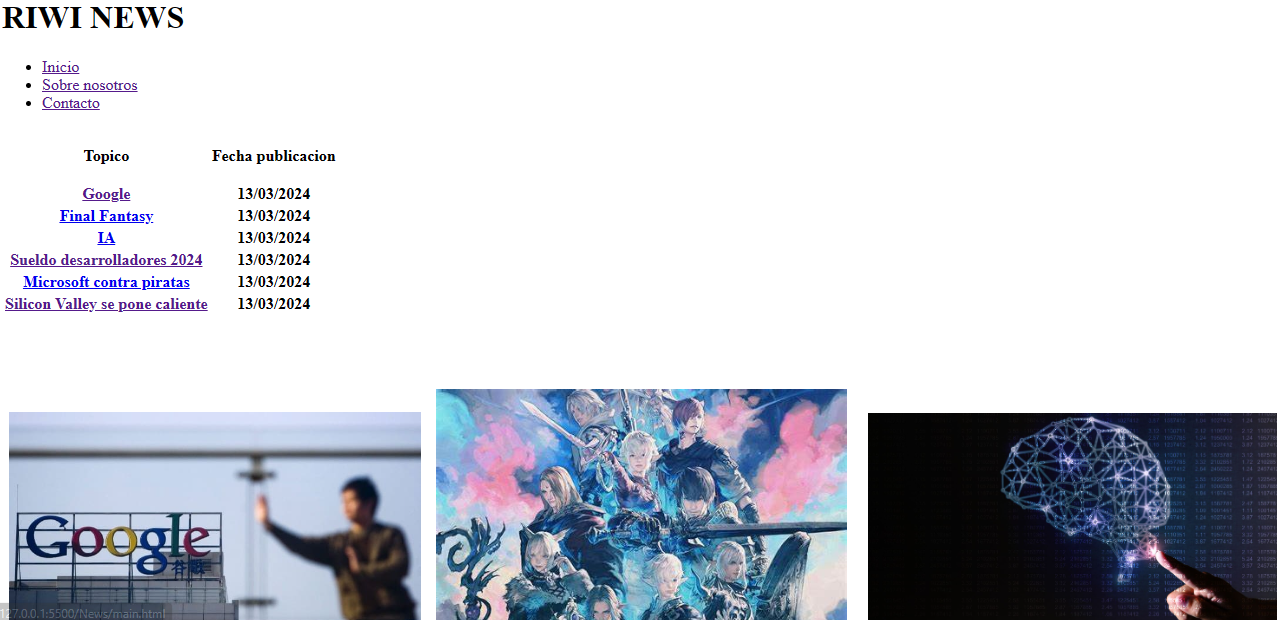 RIWI NEWS
Inicio
Sobre nosotros
Contacto
Topico Fecha publicacion
Google 13/03/2024
Final Fantasy 13/03/2024
IA 13/03/2024
Sueldo desarrolladores 2024 13/03/2024
Microsoft contra piratas 13/03/2024
Silicon Valley se pone caliente 13/03/2024
Google
谷歌
127.0.0.1:5500/News/main.html